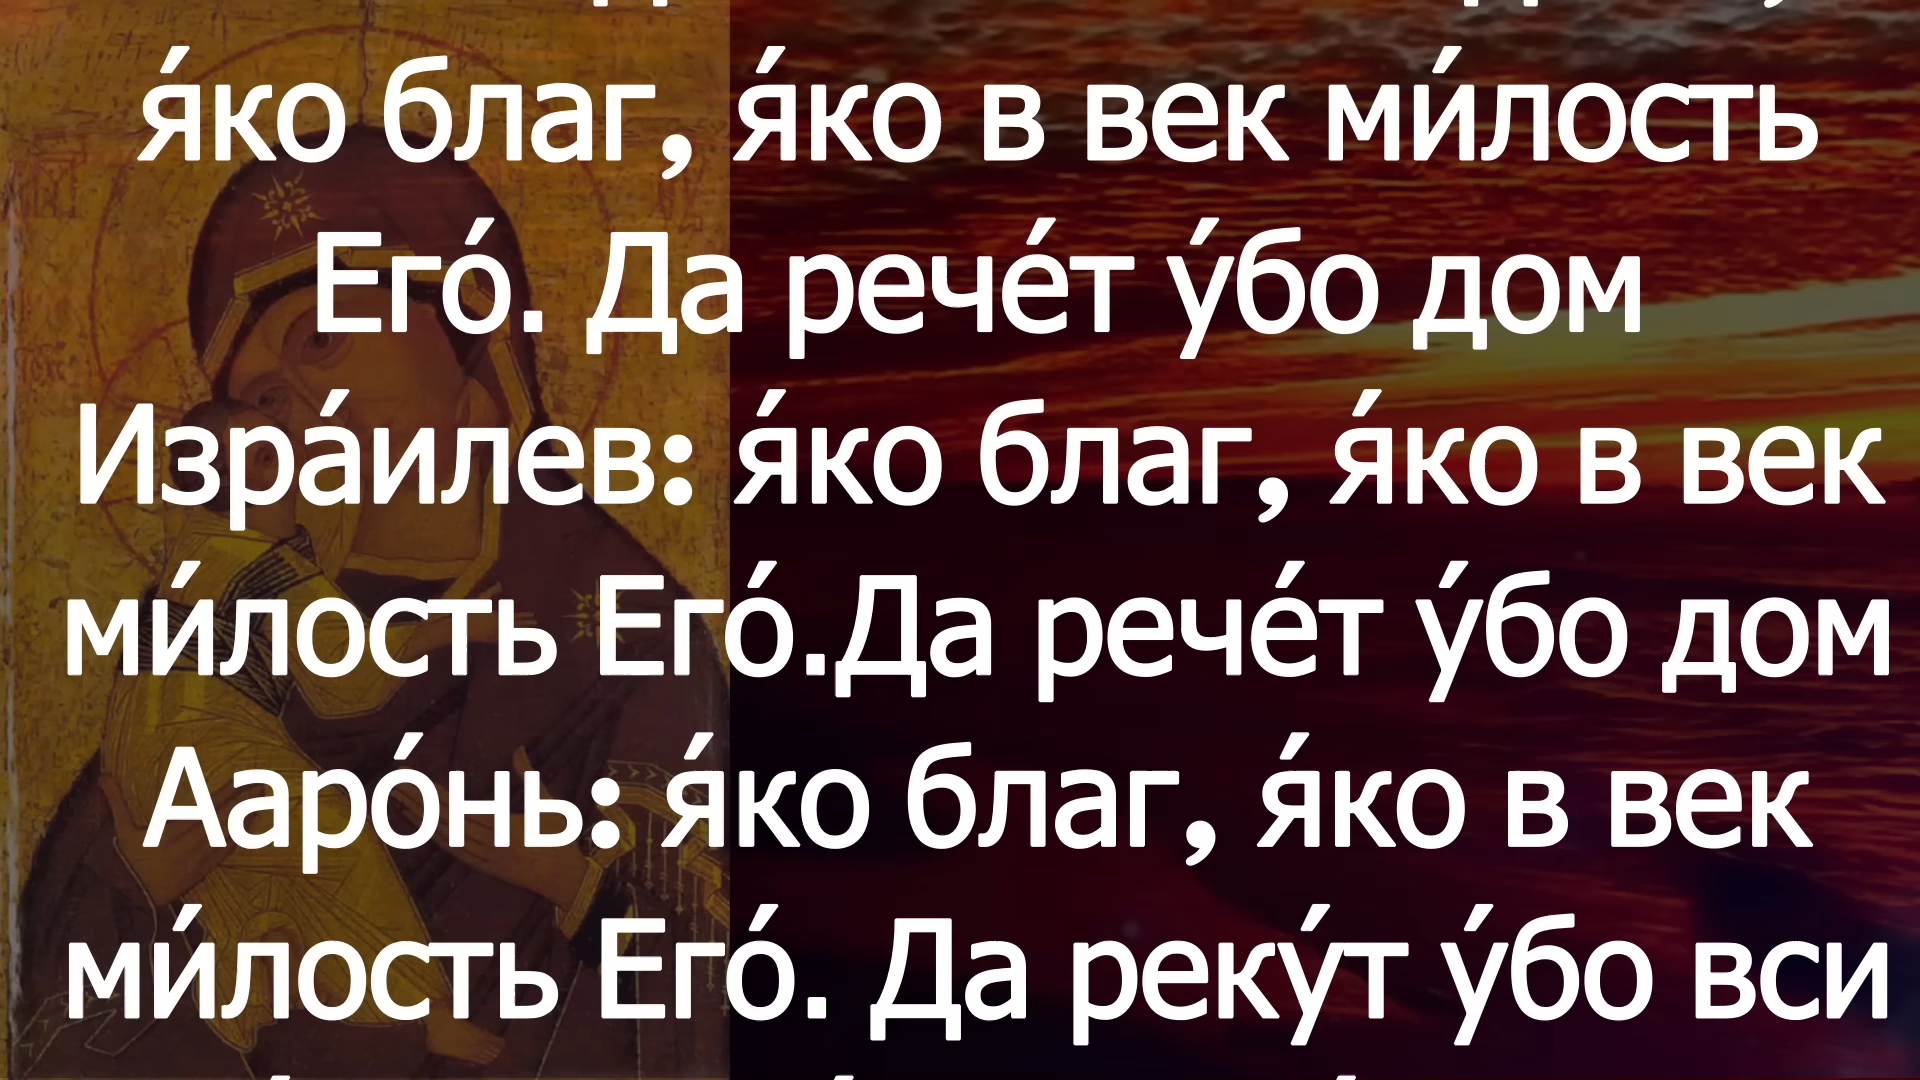 я́ко благ, я́ко в век ми́лость
Его́. Да рече́т у́бо дом
Изра́илев: я́ко благ, я́ко в век
ми́лость Его́.Да рече́т у́бо дом
Ааро́нь: я́ко благ, я́ко в век
ми́лость Его́. Да реку́т у́бо вси